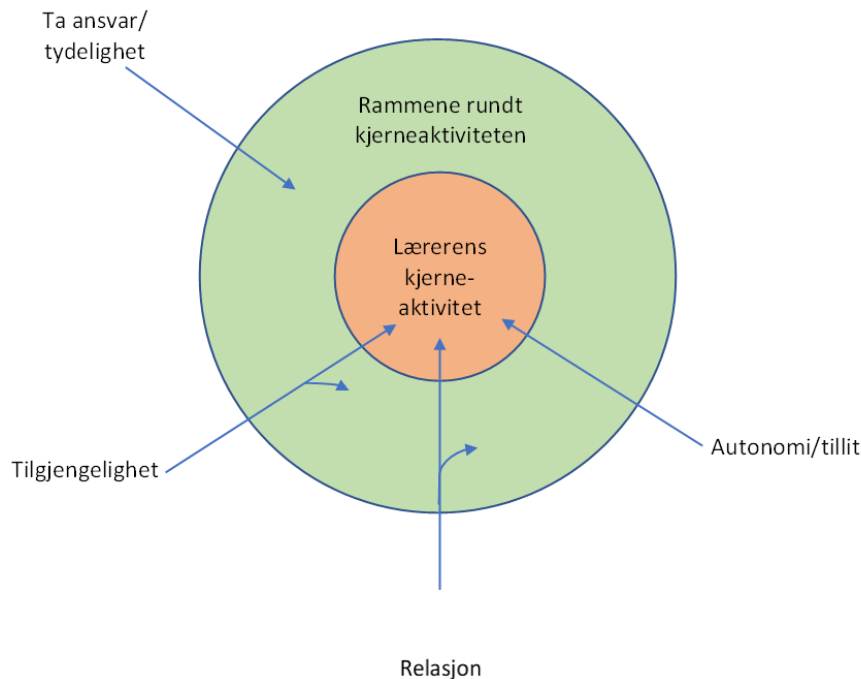 Ta ansvar/
tydelighet
Rammene rundt
kjerneaktiviteten
Lærerens
kjerne-
aktivitet
Tilgjengelighet
Autonomi/tillit
Relasjon